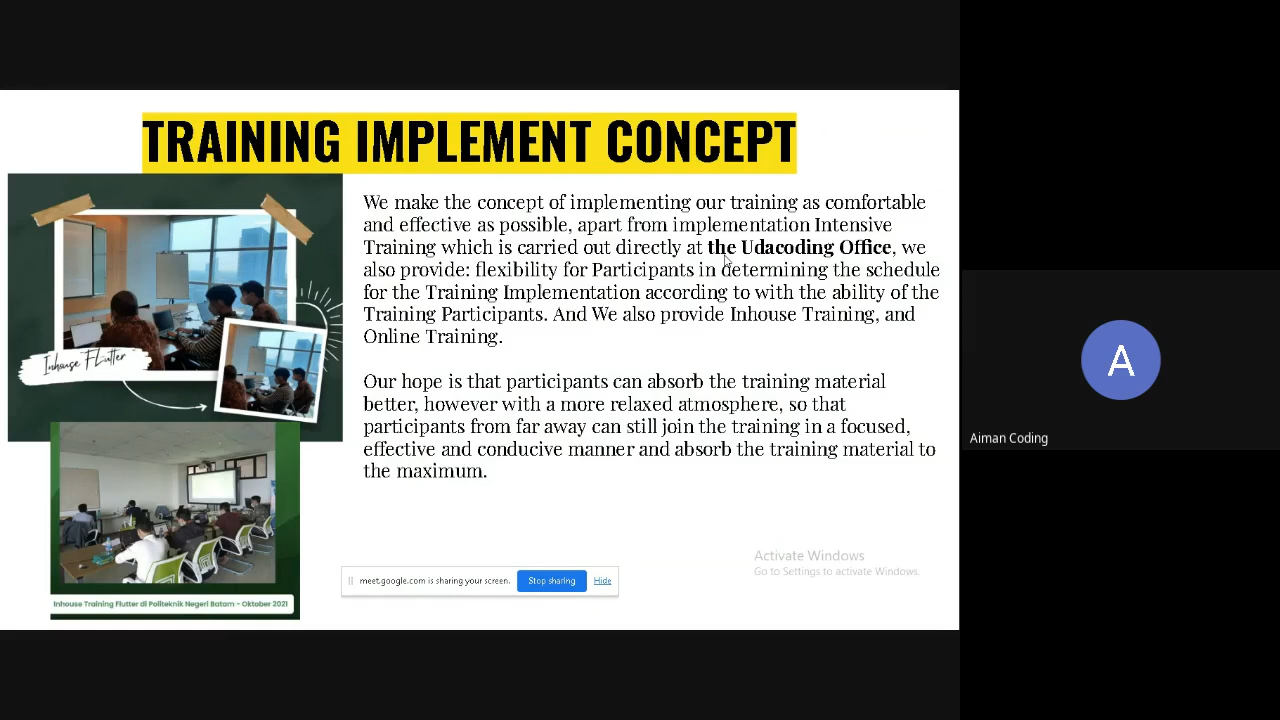 TRAINING IMPLEMENT CONCEPT
We make the concept of implementing our training as comfortable
and effective as possible, apart from implementation Intensive
Training which is carried out directly at the Udacoding Office, we
also provide: flexibility for Participants in determining the schedule
for the Training Implementation according to with the ability of the
Training Participants. And We also provide Inhouse Training, and
Online Training.
Our hope is that participants can absorb the training material
better, however with a more relaxed atmosphere, so that
participants from far away can still join the training in a focused,
effective and conducive manner and absorb the training material to
the maximum.
Inhouse FLutter
Inhouse Training Flutter di Politeknik Negeri Batam - Oktober 2021
meet.google.com is sharing your screen.
Stop sharing
Hide
Activate Windows
Go to Settings to activate Windows.
A
Aiman Coding